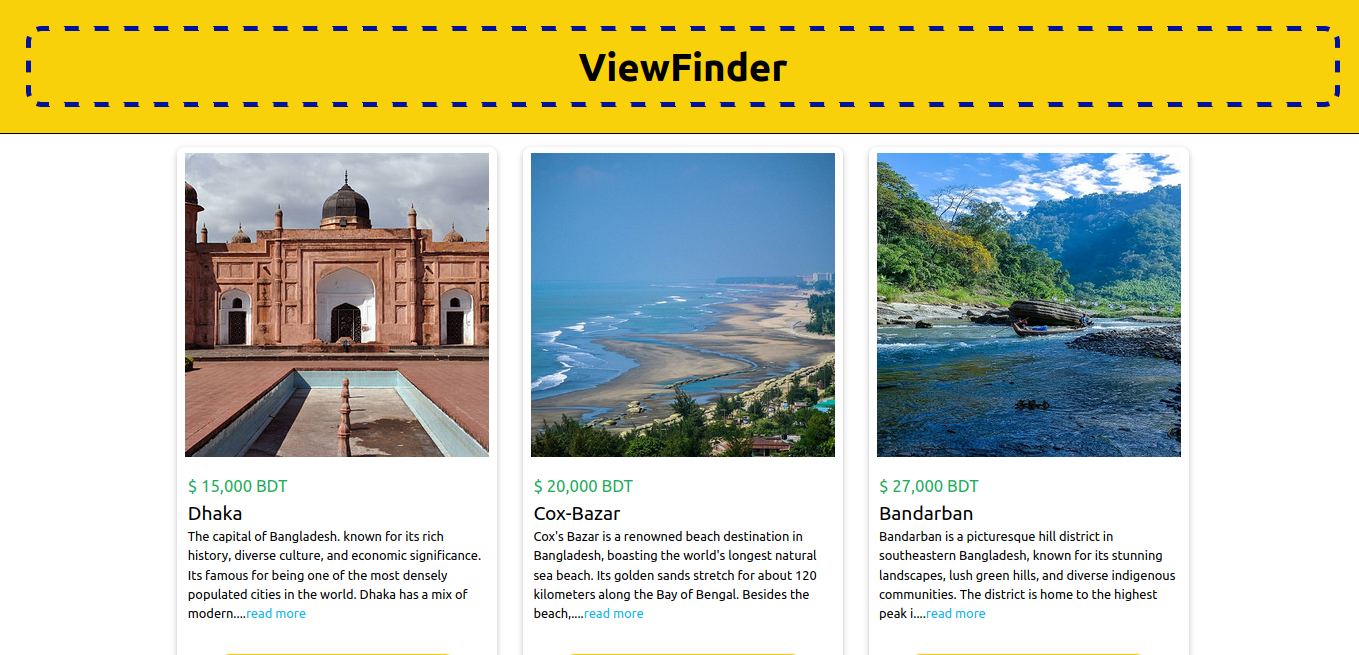 ViewFinder
$ 15,000 BDT
Dhaka
The capital of Bangladesh. known for its rich
history, diverse culture, and economic significance.
Its famous for being one of the most densely
populated cities in the world. Dhaka has a mix of
modern....read more
$ 20,000 BDT
Cox-Bazar
Cox's Bazar is a renowned beach destination in
Bangladesh, boasting the world's longest natural
sea beach. Its golden sands stretch for about 120
kilometers along the Bay of Bengal. Besides the
beach,....read more
$ 27,000 BDT
Bandarban
Bandarban is a picturesque hill district in
southeastern Bangladesh, known for its stunning
landscapes, lush green hills, and diverse indigenous
communities. The district is home to the highest
peak i....read more